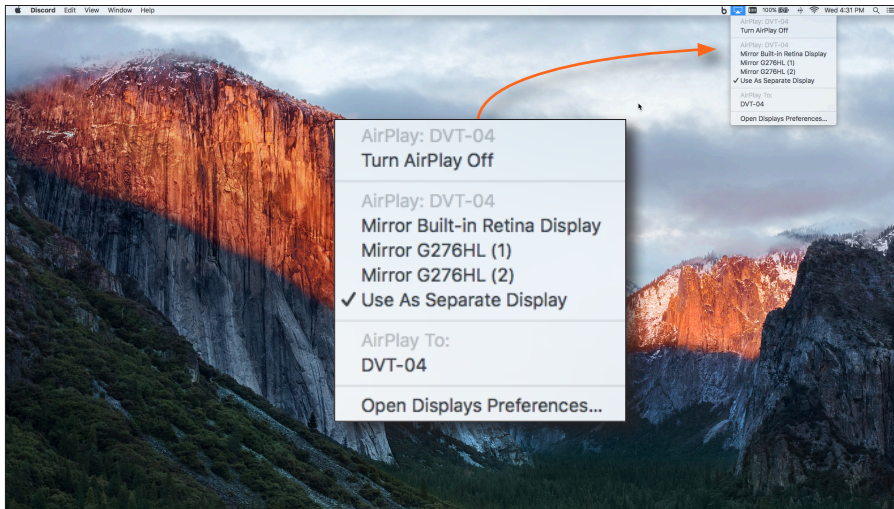 Discord Edit View Window Help
100% Wed 4:31 PM
AirPlay: DVT-04
Turn AirPlay Off
AirPlay: DVT-04
Mirror Built-in Retina Display
Mirror G276HL (1)
Mirror G276HL (2)
✓ Use As Separate Display
AirPlay To:
DVT-04
Open Displays Preferences...
AirPlay: DVT-04
Turn AirPlay Off
AirPlay: DVT-04
Mirror Built-in Retina Display
Mirror G276HL (1)
Mirror G276HL (2)
✓ Use As Separate Display
AirPlay To:
DVT-04
Open Displays Preferences...